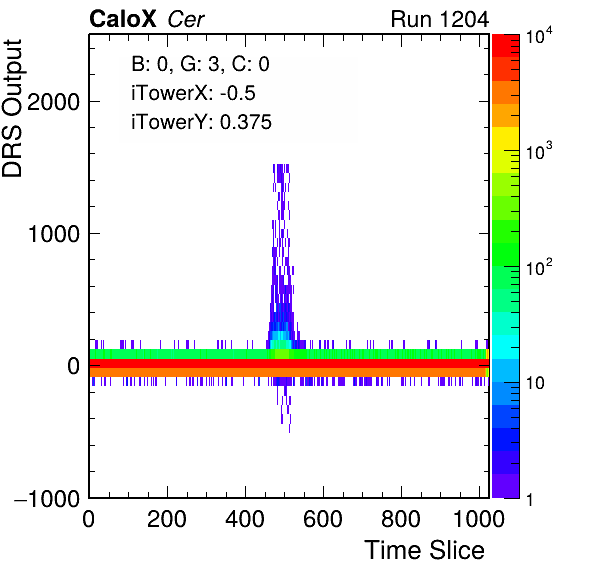 CaloX Cer Run 1204
B: 0, G: 3, C: 0
iTowerX: -0.5
iTowerY: 0.375
DRS Output
2000
1000
0
−1000
0 200 400 600 800 1000
Time Slice
10^4
10^3
10^2
10
1